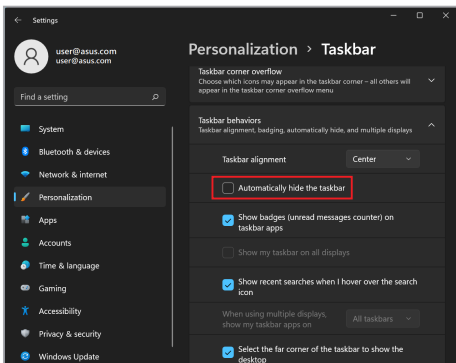 Settings
user@asus.com
user@asus.com
Find a setting
System
Bluetooth & devices
Network & internet
Personalization
Apps
Accounts
Time & language
Gaming
Accessibility
Privacy & security
Windows Update
Personalization > Taskbar
Taskbar corner overflow
Choose which icons may appear in the taskbar corner – all others will
appear in the taskbar corner overflow menu
Taskbar behaviors
Taskbar alignment, badging, automatically hide, and multiple displays
Taskbar alignment
Center
Automatically hide the taskbar
Show badges (unread messages counter) on
taskbar apps
Show my taskbar on all displays
Show recent searches when I hover over the search
icon
When using multiple displays,
show my taskbar apps on
All taskbars
Select the far corner of the taskbar to show the
desktop